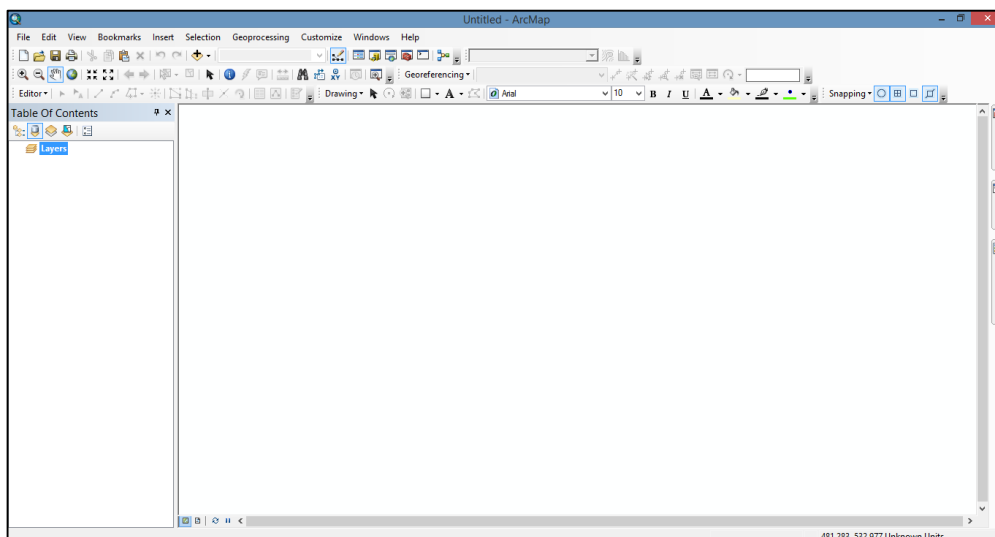 Untitled - ArcMap
File Edit View Bookmarks Insert Selection Geoprocessing Customize Windows Help
Georeferencing
Editor Drawing A Arial 10 B I U A Snapping
Table Of Contents
Layers
481.283 532.977 Unknown Units